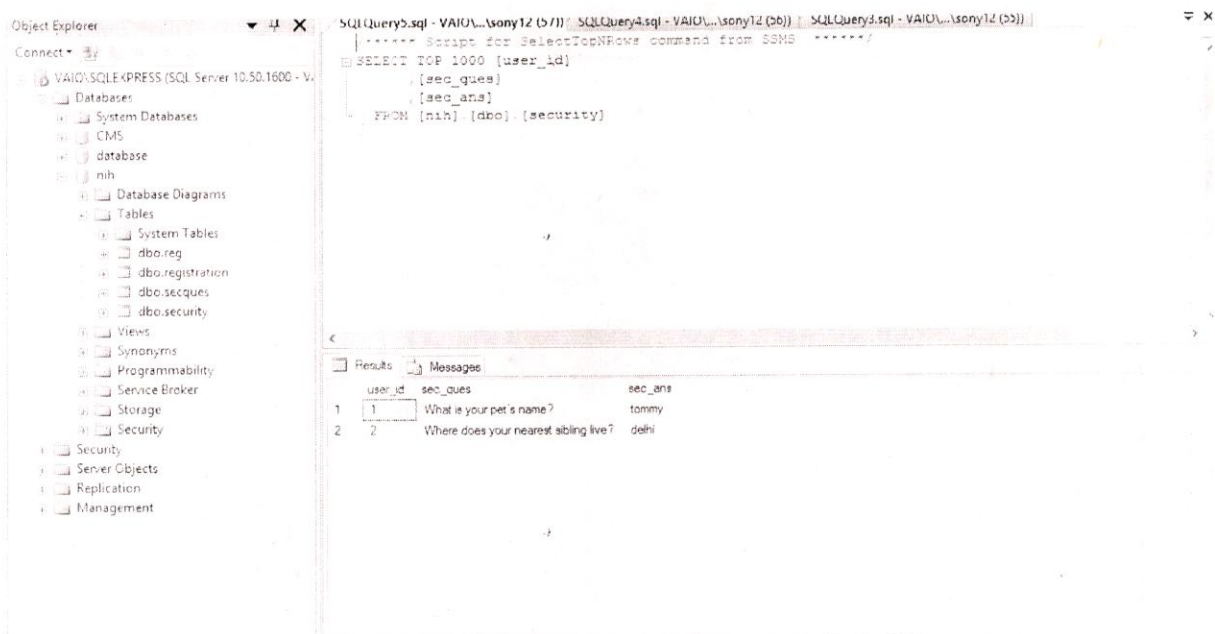 Object Explorer
Connect
VAIO\SQLEXPRESS (SQL Server 10.50.1600 - V
Databases
System Databases
CMS
database
nih
Database Diagrams
Tables
System Tables
dbo.reg
dbo.registration
dbo.secques
dbo.security
Views
Synonyms
Programmability
Service Broker
Storage
Security
Security
Server Objects
Replication
Management
SQLQuery5.sql - VAIO\...\sony12 (57)) SQLQuery4.sql - VAIO\...\sony12 (56)) SQLQuery3.sql - VAIO\...\sony12 (55))
****** Script for SelectTopNRows command from SSMS ******/
SELECT TOP 1000 [user_id]
,[sec_ques]
,[sec_ans]
FROM [nih].[dbo].[security]
Results Messages
user_id sec_ques sec_ans
1 1 What is your pet's name? tommy
2 2 Where does your nearest sibling live? delhi